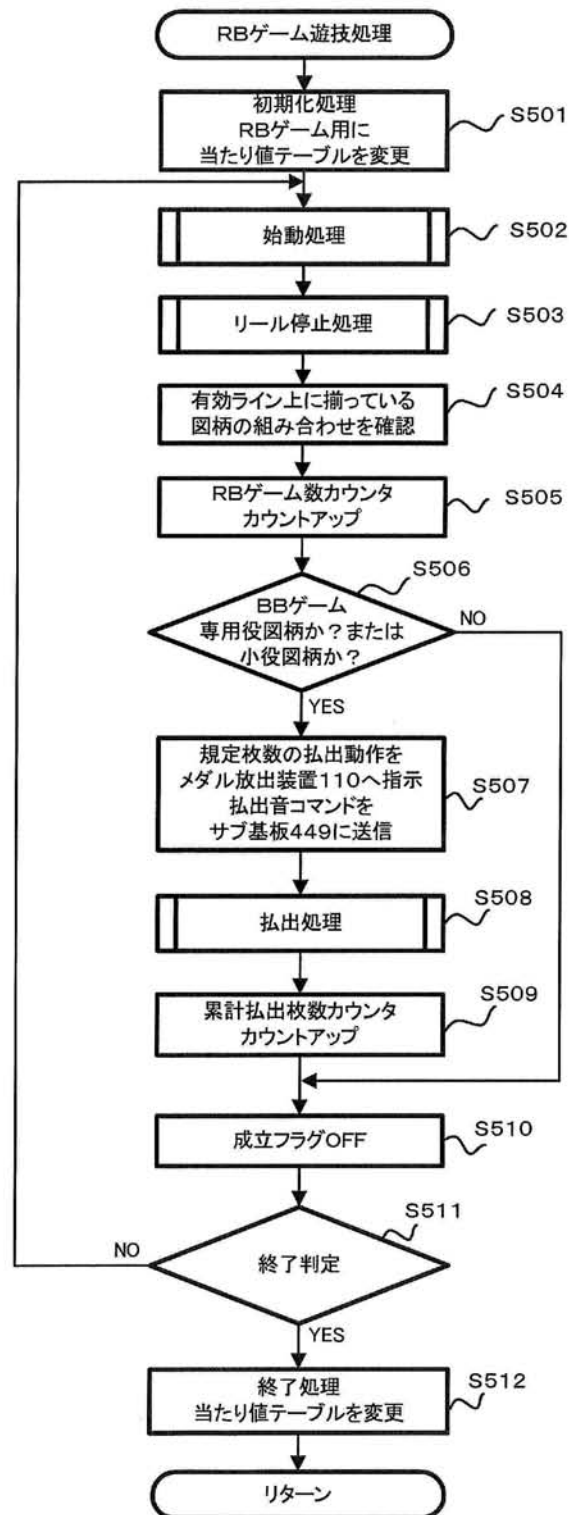 RBゲーム遊技処理
初期化処理
RBゲーム用に
当たり値テーブルを変更
S501
始動処理
S502
リール停止処理
S503
有効ライン上に揃っている
図柄の組み合わせを確認
S504
RBゲーム数カウンタ
カウントアップ
S505
S506
BBゲーム
専用役図柄か?または
小役図柄か?
NO
YES
規定枚数の払出動作を
メダル放出装置110へ指示
払出音コマンドを
サブ基板449に送信
S507
払出処理
S508
累計払出枚数カウンタ
カウントアップ
S509
成立フラグOFF
S510
S511
終了判定
NO
YES
終了処理
当たり値テーブルを変更
S512
リターン